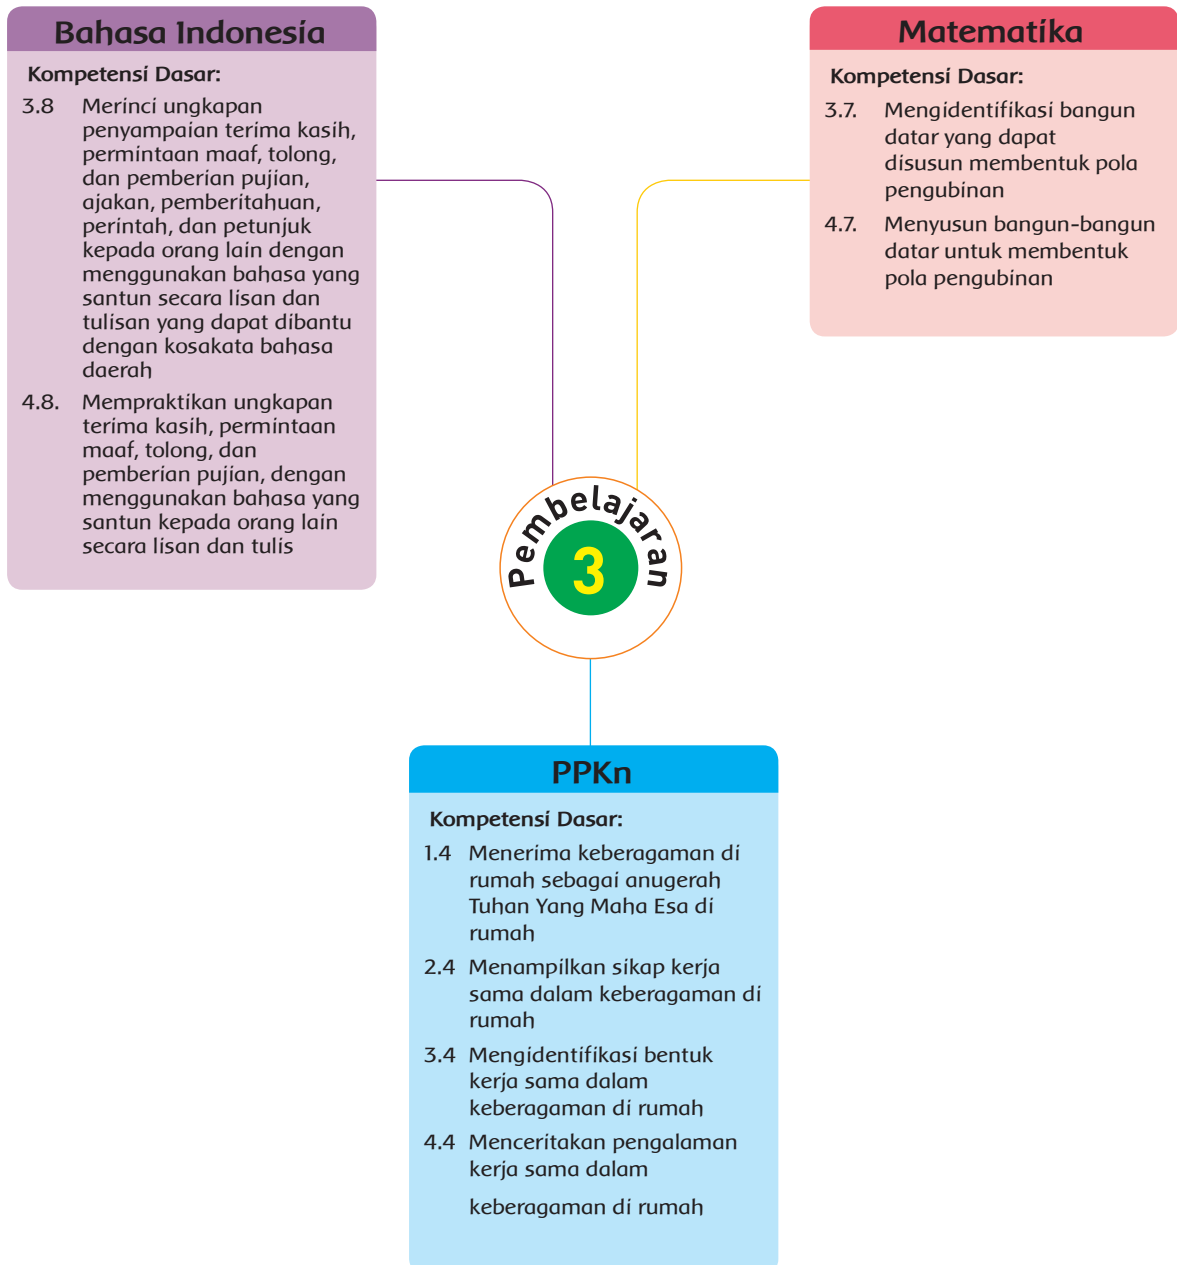 Bahasa Indonesia
Kompetensi Dasar:
3.8 Merinci ungkapan
penyampaian terima kasih,
permintaan maaf, tolong,
dan pemberian pujian,
ajakan, pemberitahuan,
perintah, dan petunjuk
kepada orang lain dengan
menggunakan bahasa yang
santun secara lisan dan
tulisan yang dapat dibantu
dengan kosakata bahasa
daerah
4.8. Mempraktikan ungkapan
terima kasih, permintaan
maaf, tolong, dan
pemberian pujian, dengan
menggunakan bahasa yang
santun kepada orang lain
secara lisan dan tulis
Matematika
Kompetensi Dasar:
3.7. Mengidentifikasi bangun
datar yang dapat
disusun membentuk pola
pengubinan
4.7. Menyusun bangun-bangun
datar untuk membentuk
pola pengubinan
Pembelajaran
3
PPKn
Kompetensi Dasar:
1.4 Menerima keberagaman di
rumah sebagai anugerah
Tuhan Yang Maha Esa di
rumah
2.4 Menampilkan sikap kerja
sama dalam keberagaman di
rumah
3.4 Mengidentifikasi bentuk
kerja sama dalam
keberagaman di rumah
4.4 Menceritakan pengalaman
kerja sama dalam
keberagaman di rumah